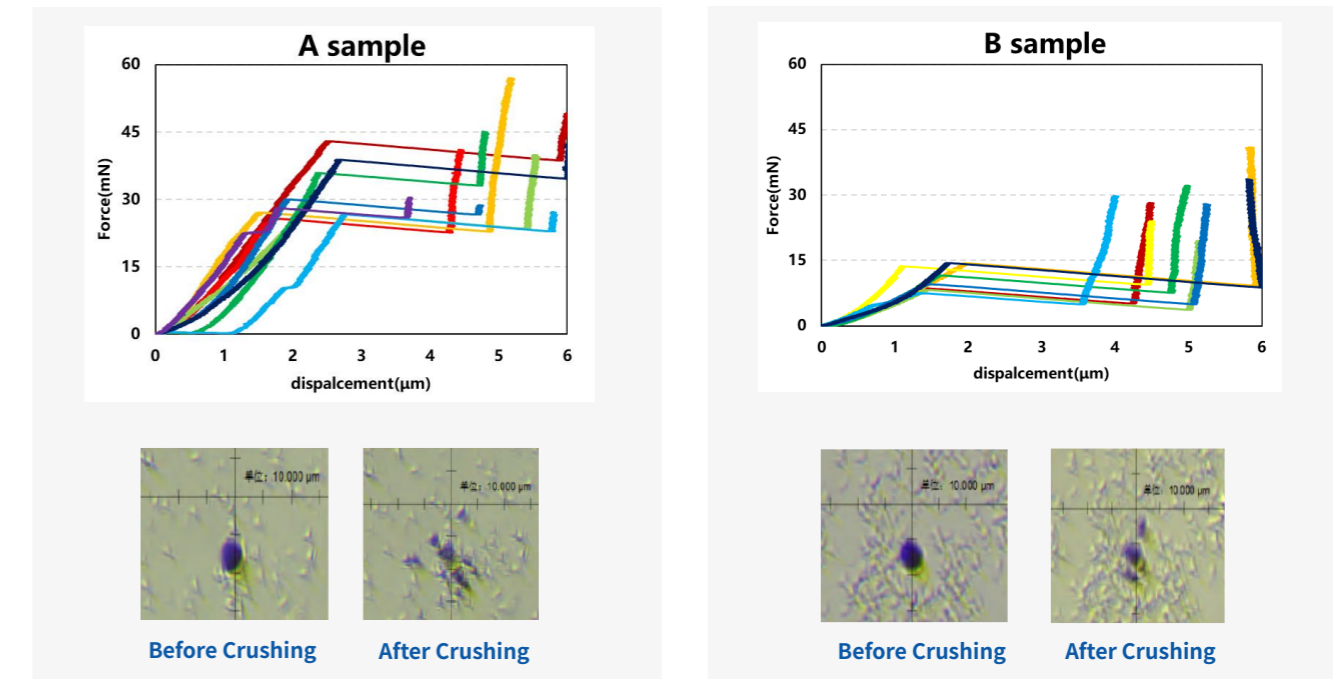 A sample
60
45
30
15
0
Force(mN)
0 1 2 3 4 5 6
dispalcement(μm)
B sample
60
45
30
15
0
Force(mN)
0 1 2 3 4 5 6
dispalcement(μm)
单位：10.000 μm
单位：10.000 μm
单位：10.000 μm
单位：10.000 μm
Before Crushing
After Crushing
Before Crushing
After Crushing